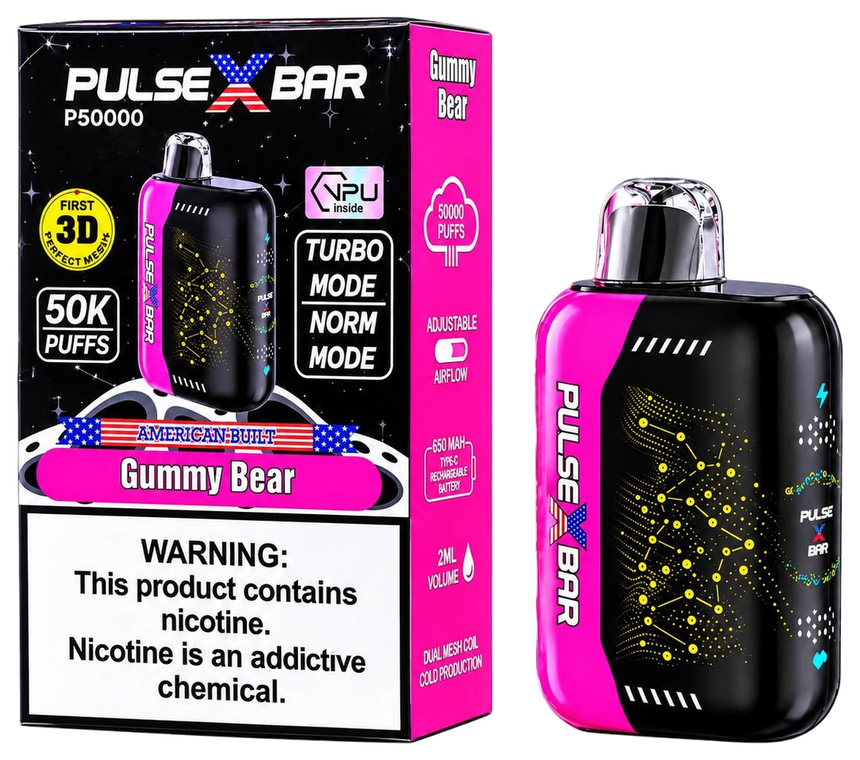 PULSE X BAR
P50000
FIRST
3D
PERFECT MESH
VPU
inside
50K
PUFFS
TURBO
MODE
NORM
MODE
PULSE X BAR
PULSE
X
BAR
AMERICAN BUILT
Gummy Bear
WARNING:
This product contains
nicotine.
Nicotine is an addictive
chemical.
Gummy
Bear
50000
PUFFS
ADJUSTABLE
AIRFLOW
650 MAH
TYPE-C
RECHARGEABLE
BATTERY
2ML
VOLUME
DUAL MESH COIL
COLD PRODUCTION
PULSE X BAR
PULSE
X
BAR